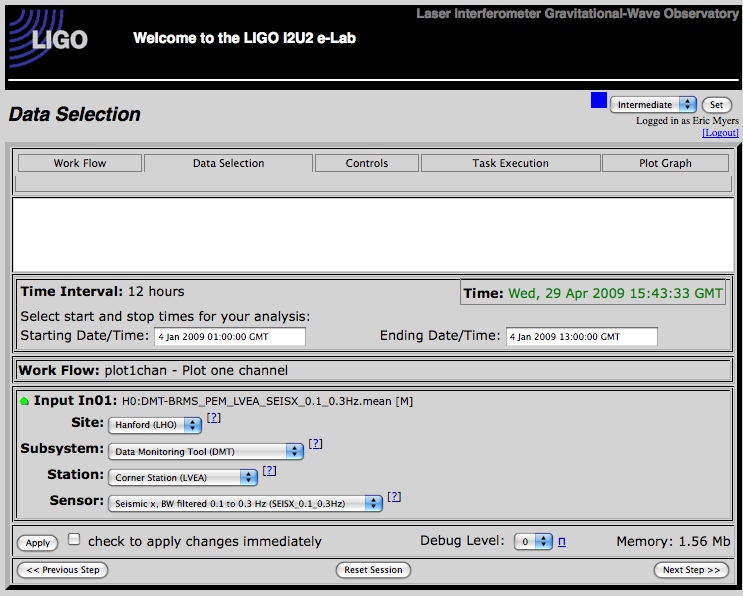 Laser Interferometer Gravitational-Wave Observatory
LIGO
Welcome to the LIGO I2U2 e-Lab
Data Selection
Intermediate Set
Logged in as Eric Myers
[Logout]
Work Flow Data Selection Controls Task Execution Plot Graph
Time Interval: 12 hours Time: Wed, 29 Apr 2009 15:43:33 GMT
Select start and stop times for your analysis:
Starting Date/Time: 4 Jan 2009 01:00:00 GMT Ending Date/Time: 4 Jan 2009 13:00:00 GMT
Work Flow: plot1chan - Plot one channel
Input In01: H0:DMT-BRMS_PEM_LVEA_SEISX_0.1_0.3Hz.mean [M]
Site: Hanford (LHO) [?]
Subsystem: Data Monitoring Tool (DMT) [?]
Station: Corner Station (LVEA) [?]
Sensor: Seismic x, BW filtered 0.1 to 0.3 Hz (SEISX_0.1_0.3Hz) [?]
Apply check to apply changes immediately Debug Level: 0 Π Memory: 1.56 Mb
<< Previous Step Reset Session Next Step >>